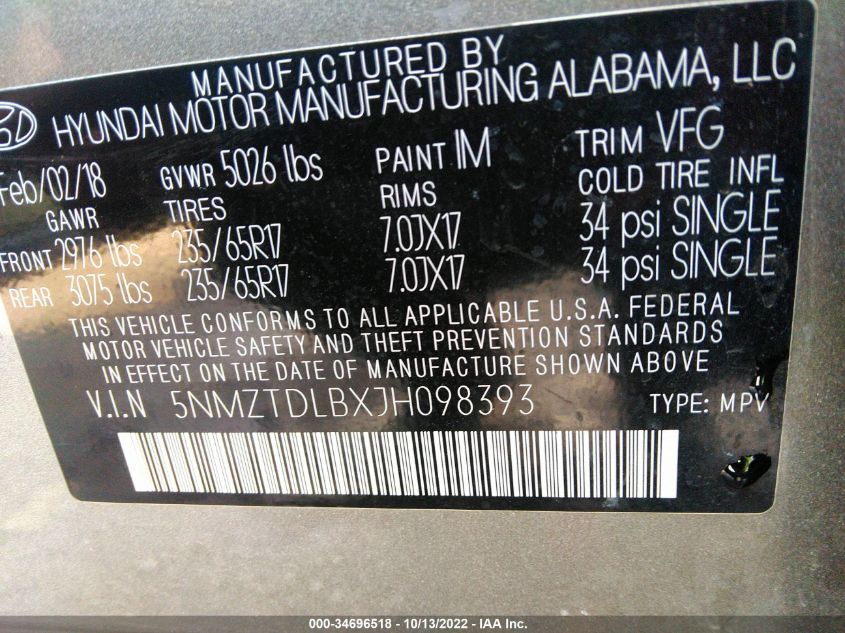 MANUFACTURED BY
HYUNDAI MOTOR MANUFACTURING ALABAMA, LLC
Feb/02/18 GVWR 5026 lbs PAINT IM TRIM VFG
GAWR TIRES RIMS COLD TIRE INFL
FRONT 2976 lbs 235/65R17 7.0JX17 34 psi SINGLE
REAR 3075 lbs 235/65R17 7.0JX17 34 psi SINGLE
THIS VEHICLE CONFORMS TO ALL APPLICABLE U.S.A. FEDERAL
MOTOR VEHICLE SAFETY AND THEFT PREVENTION STANDARDS
IN EFFECT ON THE DATE OF MANUFACTURE SHOWN ABOVE
V.I.N 5NMZTDLBXJH098393 TYPE: MPV
000-34696518 - 10/13/2022 - IAA Inc.